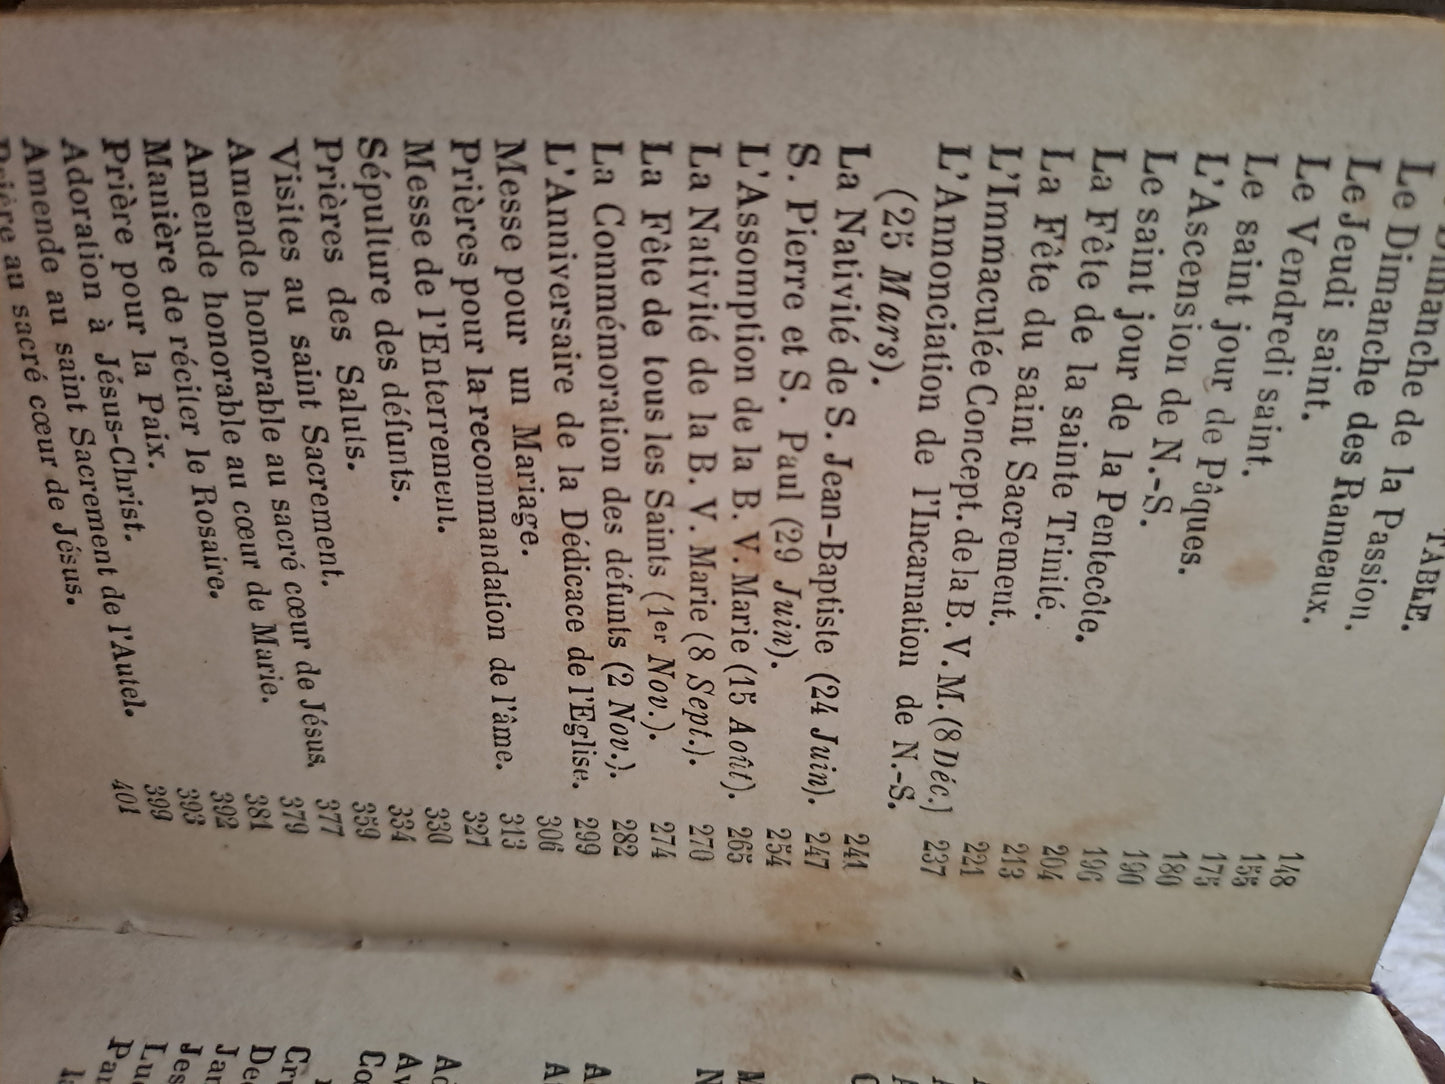 TABLE.
Le Dimanche de la Passion. 148
Le Dimanche des Rameaux. 155
Le Jeudi saint. 175
Le Vendredi saint. 180
Le saint jour de Pâques. 190
L'Ascension de N.-S. 196
Le saint jour de la Pentecôte. 204
La Fête de la sainte Trinité. 213
La Fête du saint Sacrement. 221
L'Immaculée Concept. de la B. V. M. (8 Déc.) 237
L'Annonciation de l'Incarnation de N.-S.
(25 Mars). 241
La Nativité de S. Jean-Baptiste (24 Juin). 247
S. Pierre et S. Paul (29 Juin). 254
L'Assomption de la B. V. Marie (15 Août). 265
La Nativité de la B. V. Marie (8 Sept.). 270
La Fête de tous les Saints (1er Nov.). 274
La Commémoration des défunts (2 Nov.). 282
L'Anniversaire de la Dédicace de l'Eglise. 299
Messe pour un Mariage. 306
Prières pour la recommandation de l'âme. 313
Messe de l'Enterrement. 327
Sépulture des défunts. 330
Prières des Saluts. 334
Visites au saint Sacrement. 359
Amende honorable au sacré cœur de Jésus. 377
Amende honorable au cœur de Marie. 379
Manière de réciter le Rosaire. 381
Prière pour la Paix. 392
Adoration à Jésus-Christ. 393
Amende au saint Sacrement de l'Autel. 399
Prière au sacré cœur de Jésus. 401